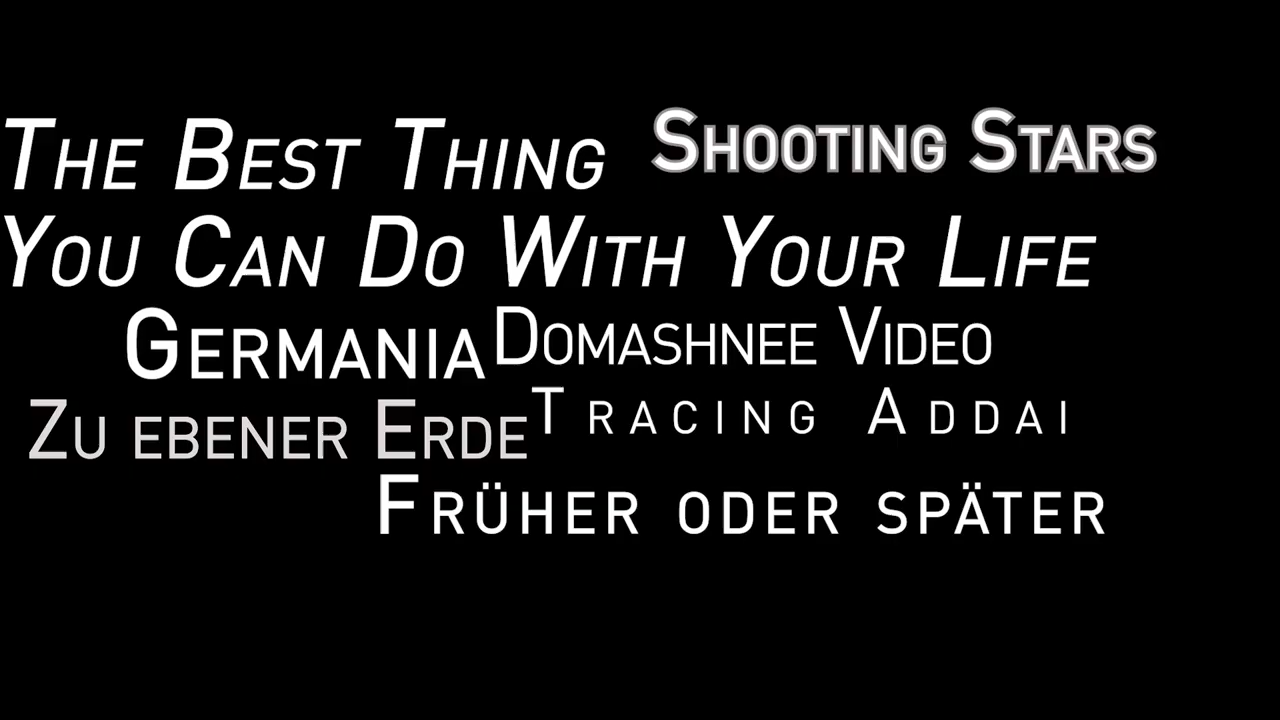 The Best Thing
Shooting Stars
You Can Do With Your Life
Germania
Domashnee Video
Zu ebener Erde
Tracing Addai
Früher oder später